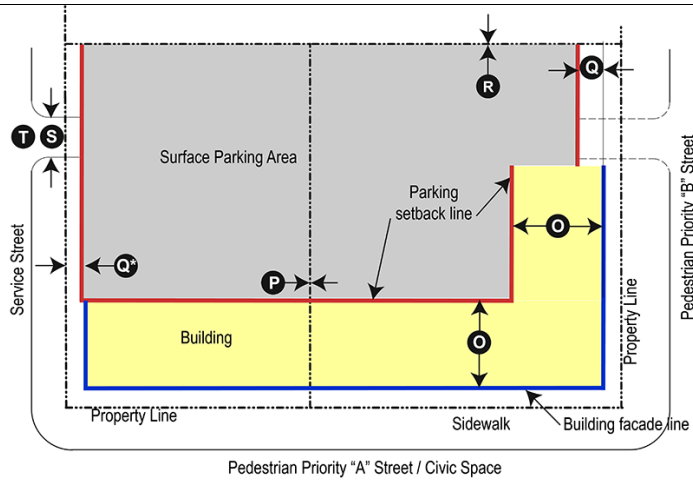 Q
R
T S
Surface Parking Area
Parking
setback line
O
Q*
P
Service Street
Pedestrian Priority "B" Street
Property Line
Building
O
Property Line
Sidewalk
Building facade line
Pedestrian Priority "A" Street / Civic Space